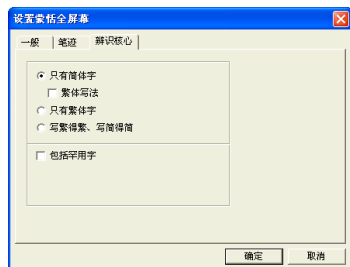 设置蒙恬全屏幕
一般 笔迹 辨识核心
只有简体字
繁体写法
只有繁体字
写繁得繁、写简得简
包括罕用字
确定 取消